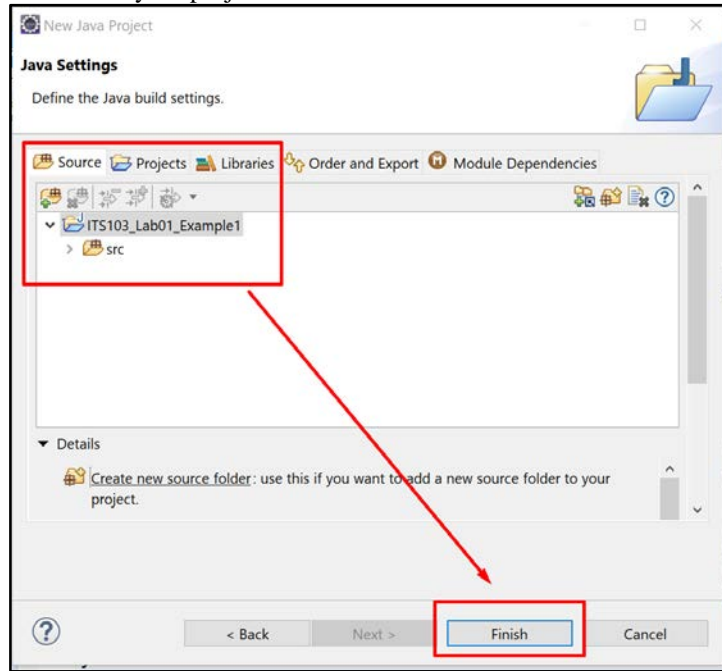 New Java Project
Java Settings
Define the Java build settings.
Source Projects Libraries Order and Export Module Dependencies
ITS103_Lab01_Example1
src
Details
Create new source folder: use this if you want to add a new source folder to your
project.
< Back Next > Finish Cancel